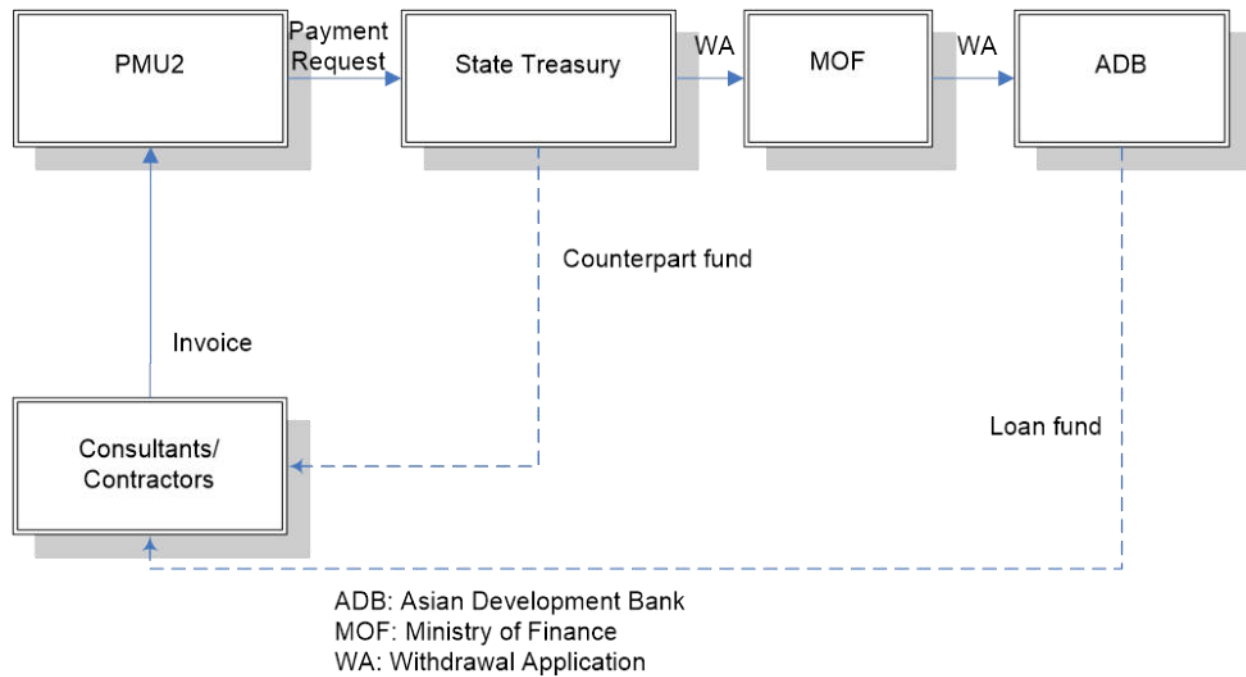 PMU2
Payment
Request
State Treasury
WA
MOF
WA
ADB
Counterpart fund
Invoice
Consultants/
Contractors
Loan fund
ADB: Asian Development Bank
MOF: Ministry of Finance
WA: Withdrawal Application